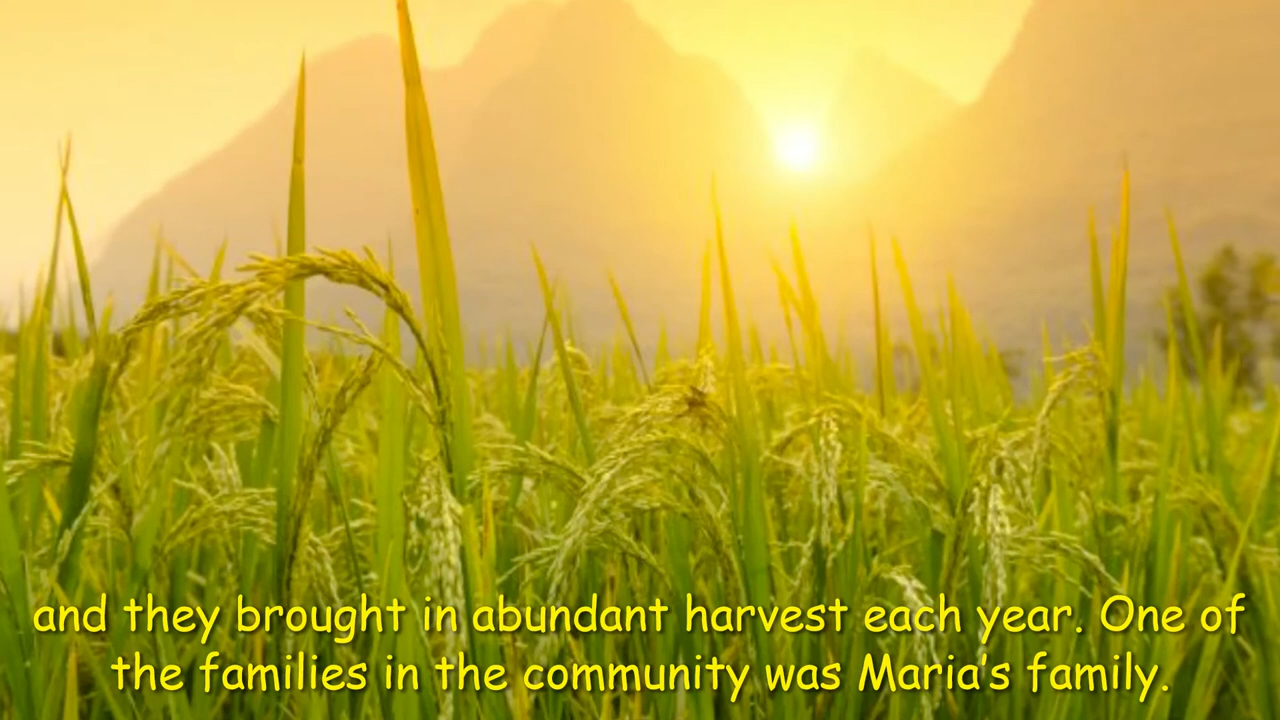 and they brought in abundant harvest each year. One of
the families in the community was Maria's family.